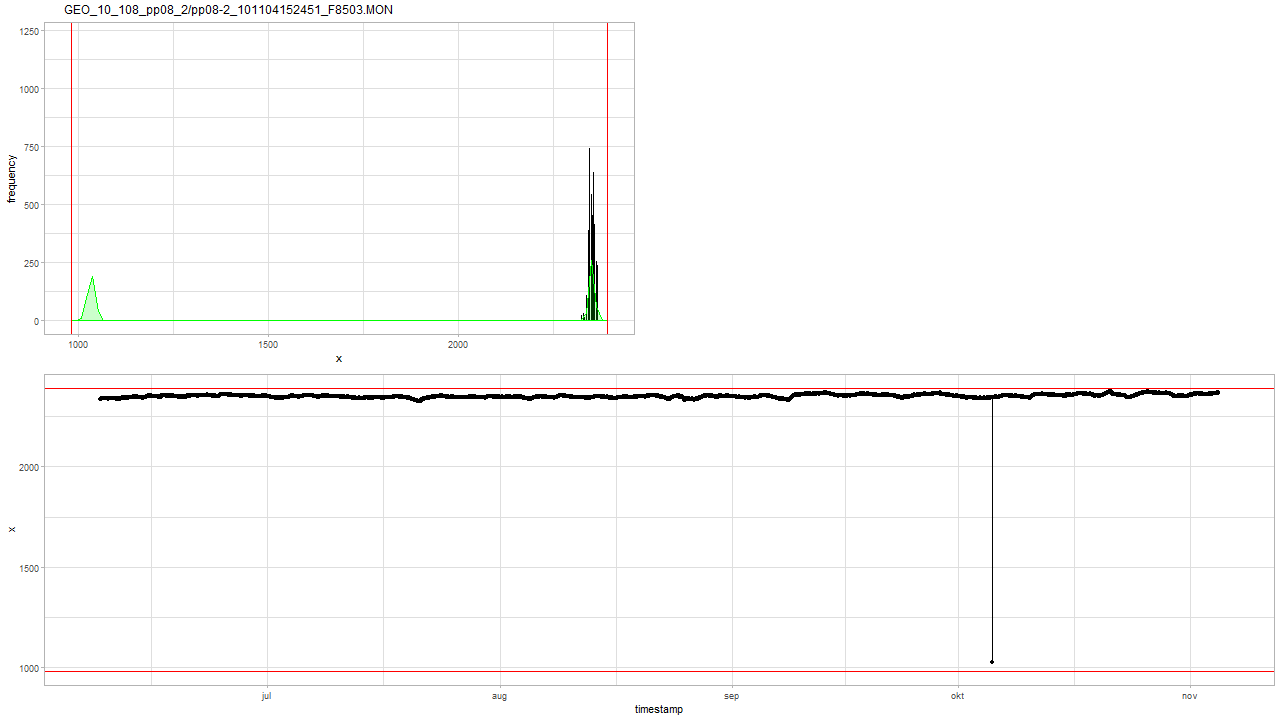 GEO_10_108_pp08_2/pp08-2_101104152451_F8503.MON
1250
1000
750
500
250
0
frequency
1000 1500 2000
x
2000
1500
1000
x
jul aug sep okt nov
timestamp